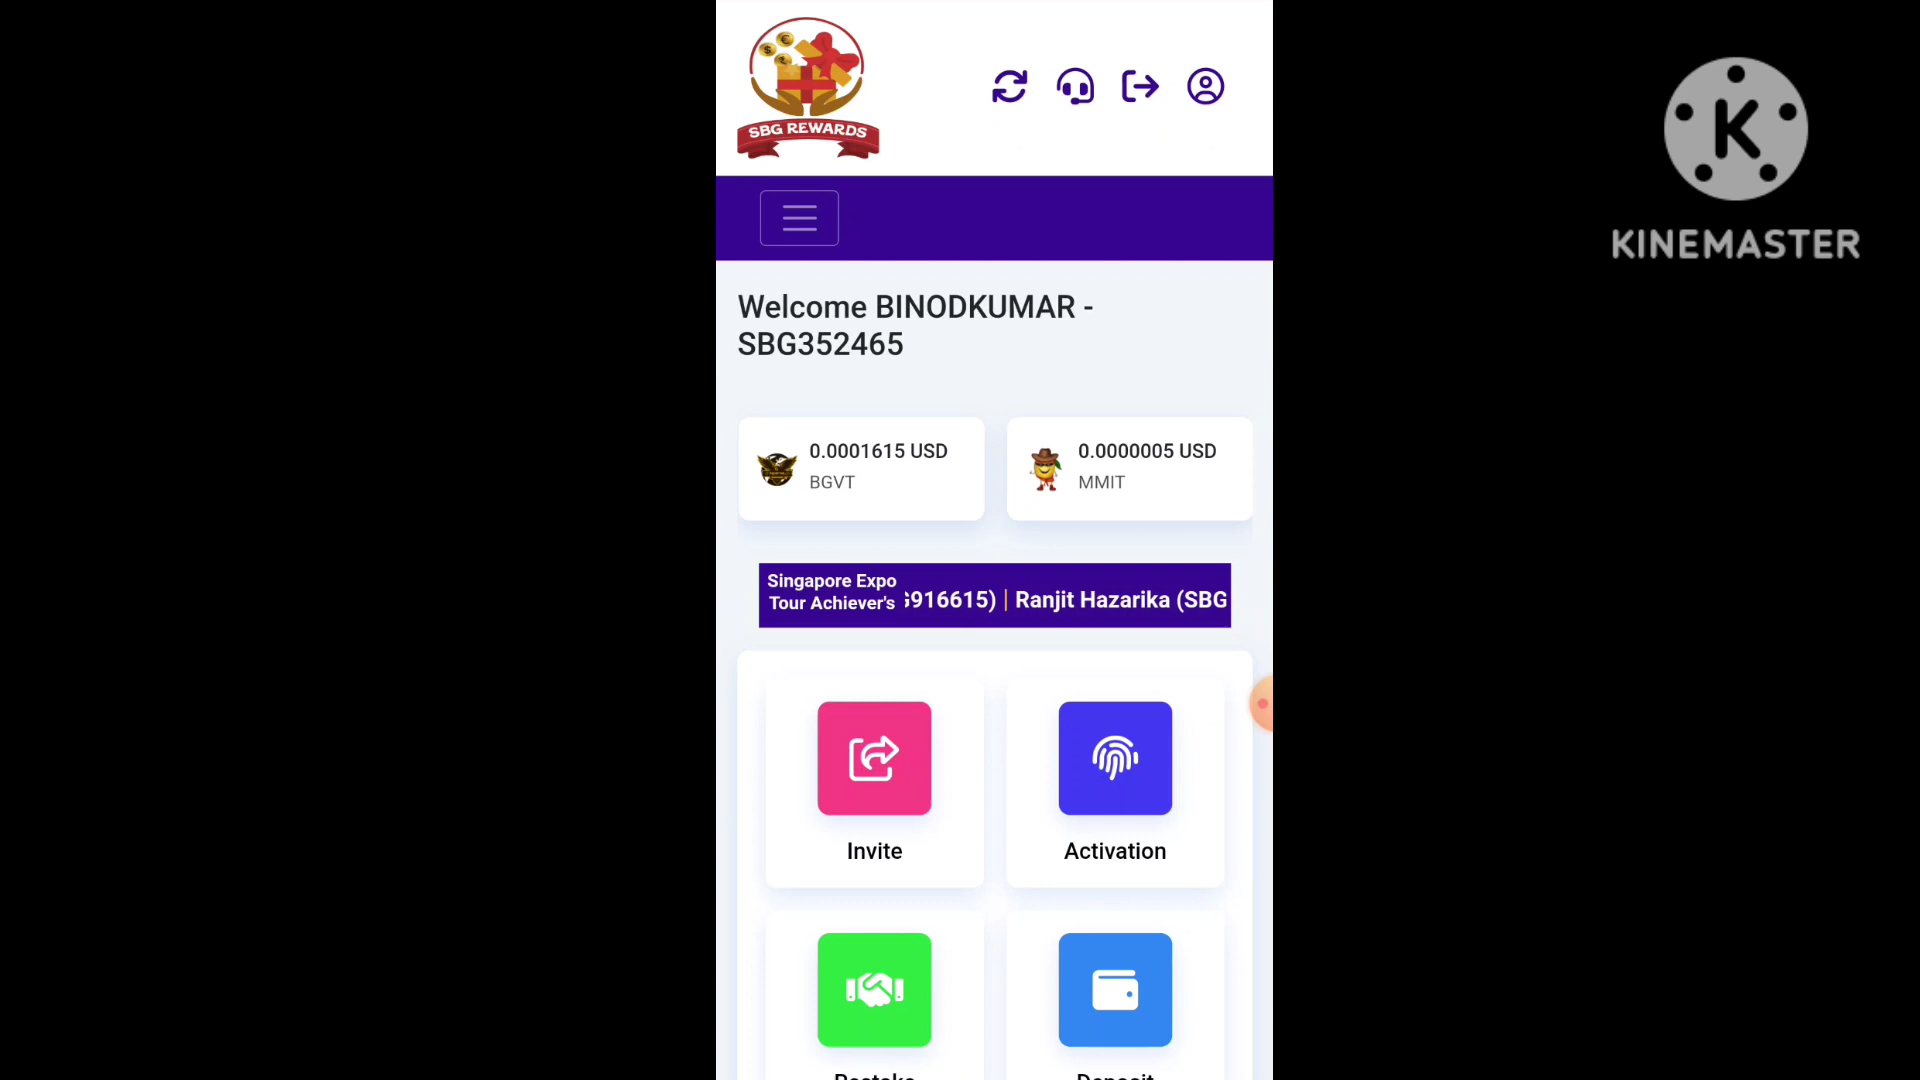 SBG REWARDS
K
KINEMASTER
Welcome BINODKUMAR -
SBG352465
0.0001615 USD
BGVT
0.0000005 USD
MMIT
Singapore Expo
Tour Achiever's
916615) | Ranjit Hazarika (SBG
Invite
Activation